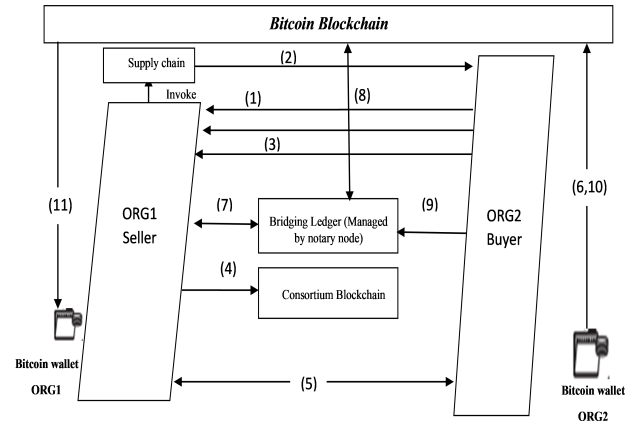 Bitcoin Blockchain
Supply chain
(2)
Invoke
(1)
(8)
(3)
(11)
(6,10)
ORG1
Seller
(7)
Bridging Ledger (Managed
by notary node)
(9)
ORG2
Buyer
(4)
Consortium Blockchain
Bitcoin wallet
ORG1
(5)
Bitcoin wallet
ORG2